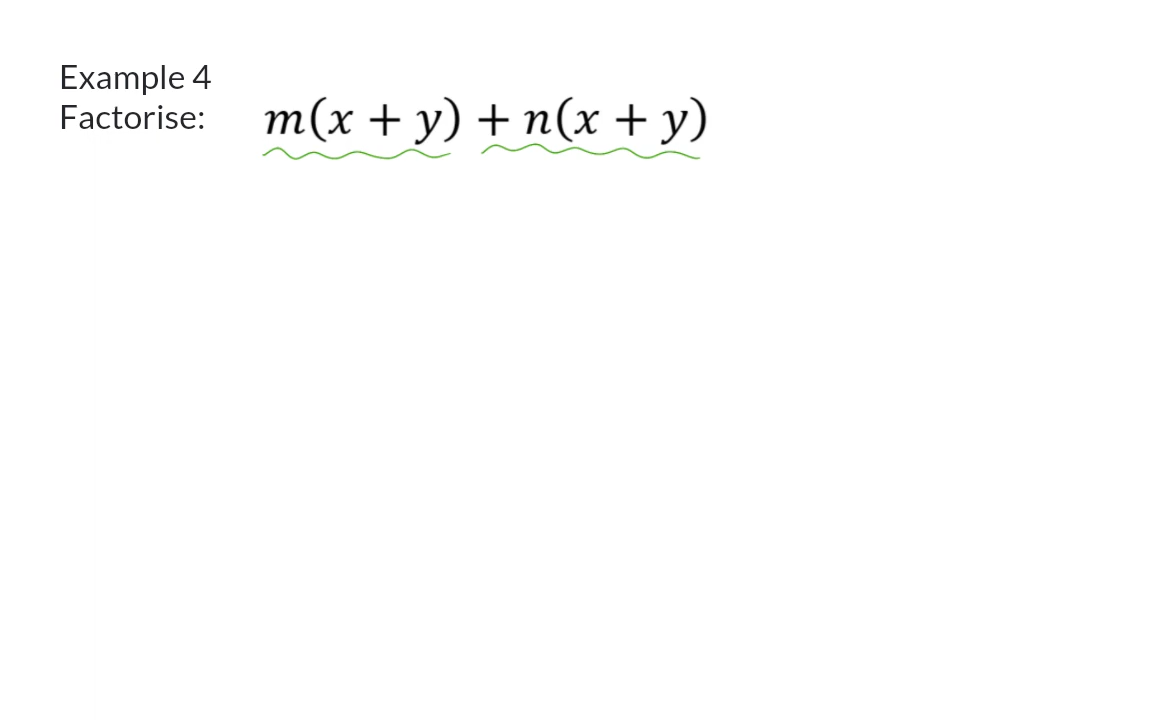 Example 4
Factorise: m(x + y) + n(x + y)